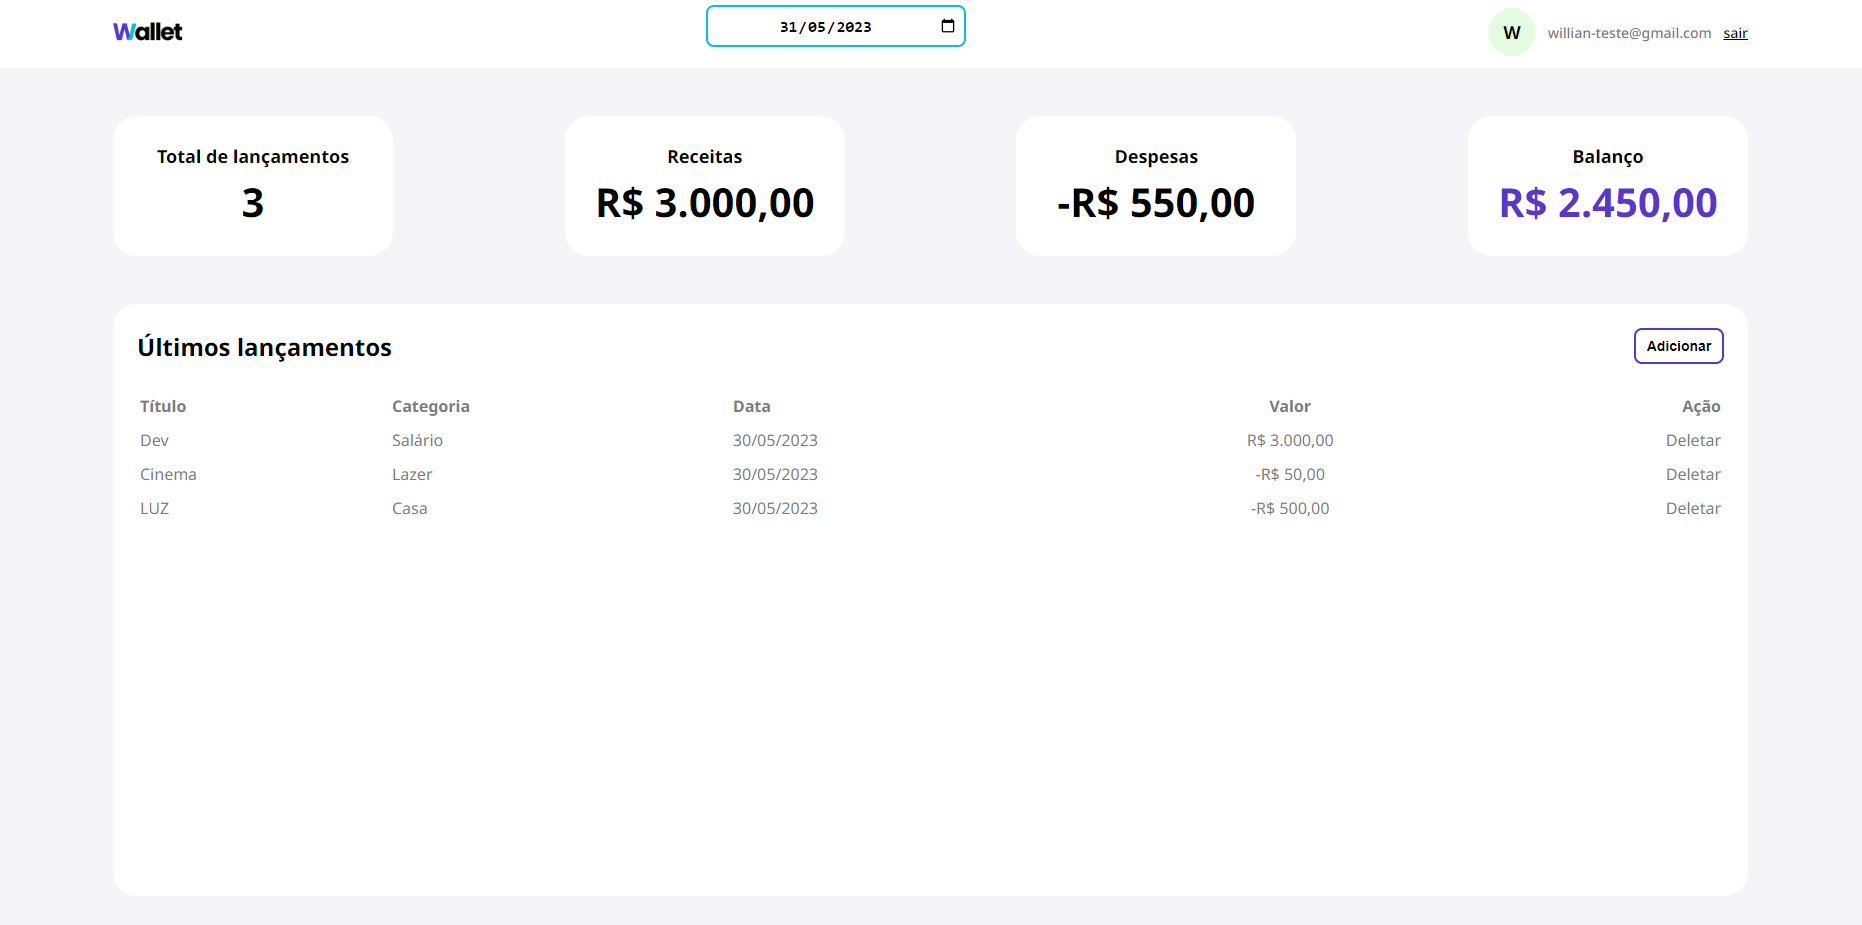 Wallet
31/05/2023
W willian-teste@gmail.com sair
Total de lançamentos
3
Receitas
R$ 3.000,00
Despesas
-R$ 550,00
Balanço
R$ 2.450,00
Últimos lançamentos
Adicionar
Título Categoria Data Valor Ação
Dev Salário 30/05/2023 R$ 3.000,00 Deletar
Cinema Lazer 30/05/2023 -R$ 50,00 Deletar
LUZ Casa 30/05/2023 -R$ 500,00 Deletar